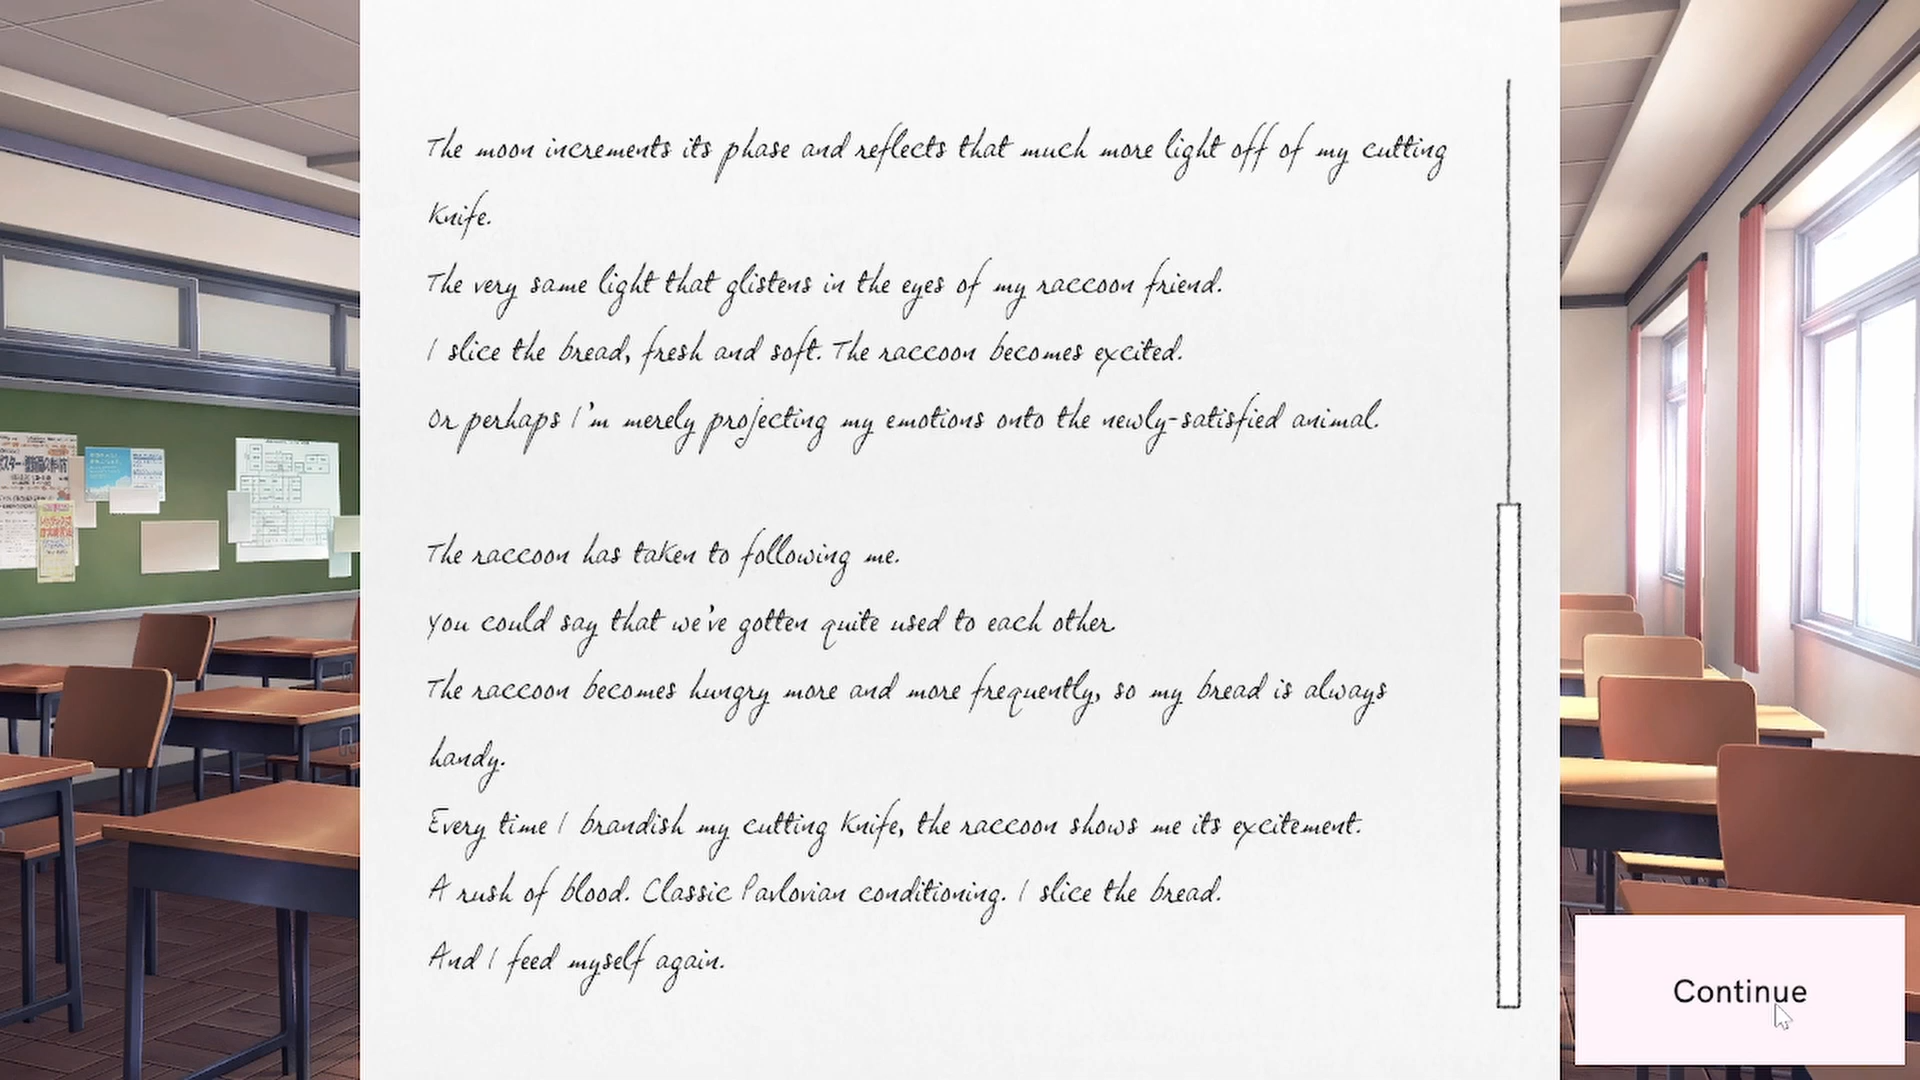 The moon increments its phase and reflects that much more light off of my cutting
knife.
The very same light that glistens in the eyes of my raccoon friend.
I slice the bread, fresh and soft. The raccoon becomes excited.
Or perhaps I'm merely projecting my emotions onto the newly-satisfied animal.
The raccoon has taken to following me.
You could say that we've gotten quite used to each other.
The raccoon becomes hungry more and more frequently, so my bread is always
handy.
Every time I brandish my cutting knife, the raccoon shows me its excitement.
A rush of blood. Classic Pavlovian conditioning. I slice the bread.
And I feed myself again.
Continue